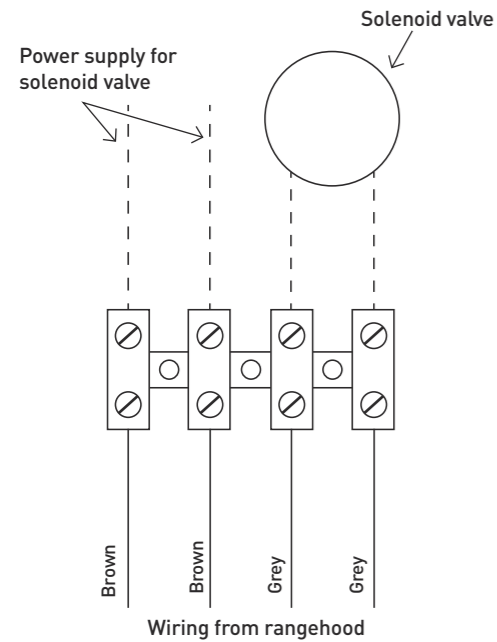 Solenoid valve
Power supply for
solenoid valve
Brown
Brown
Grey
Grey
Wiring from rangehood